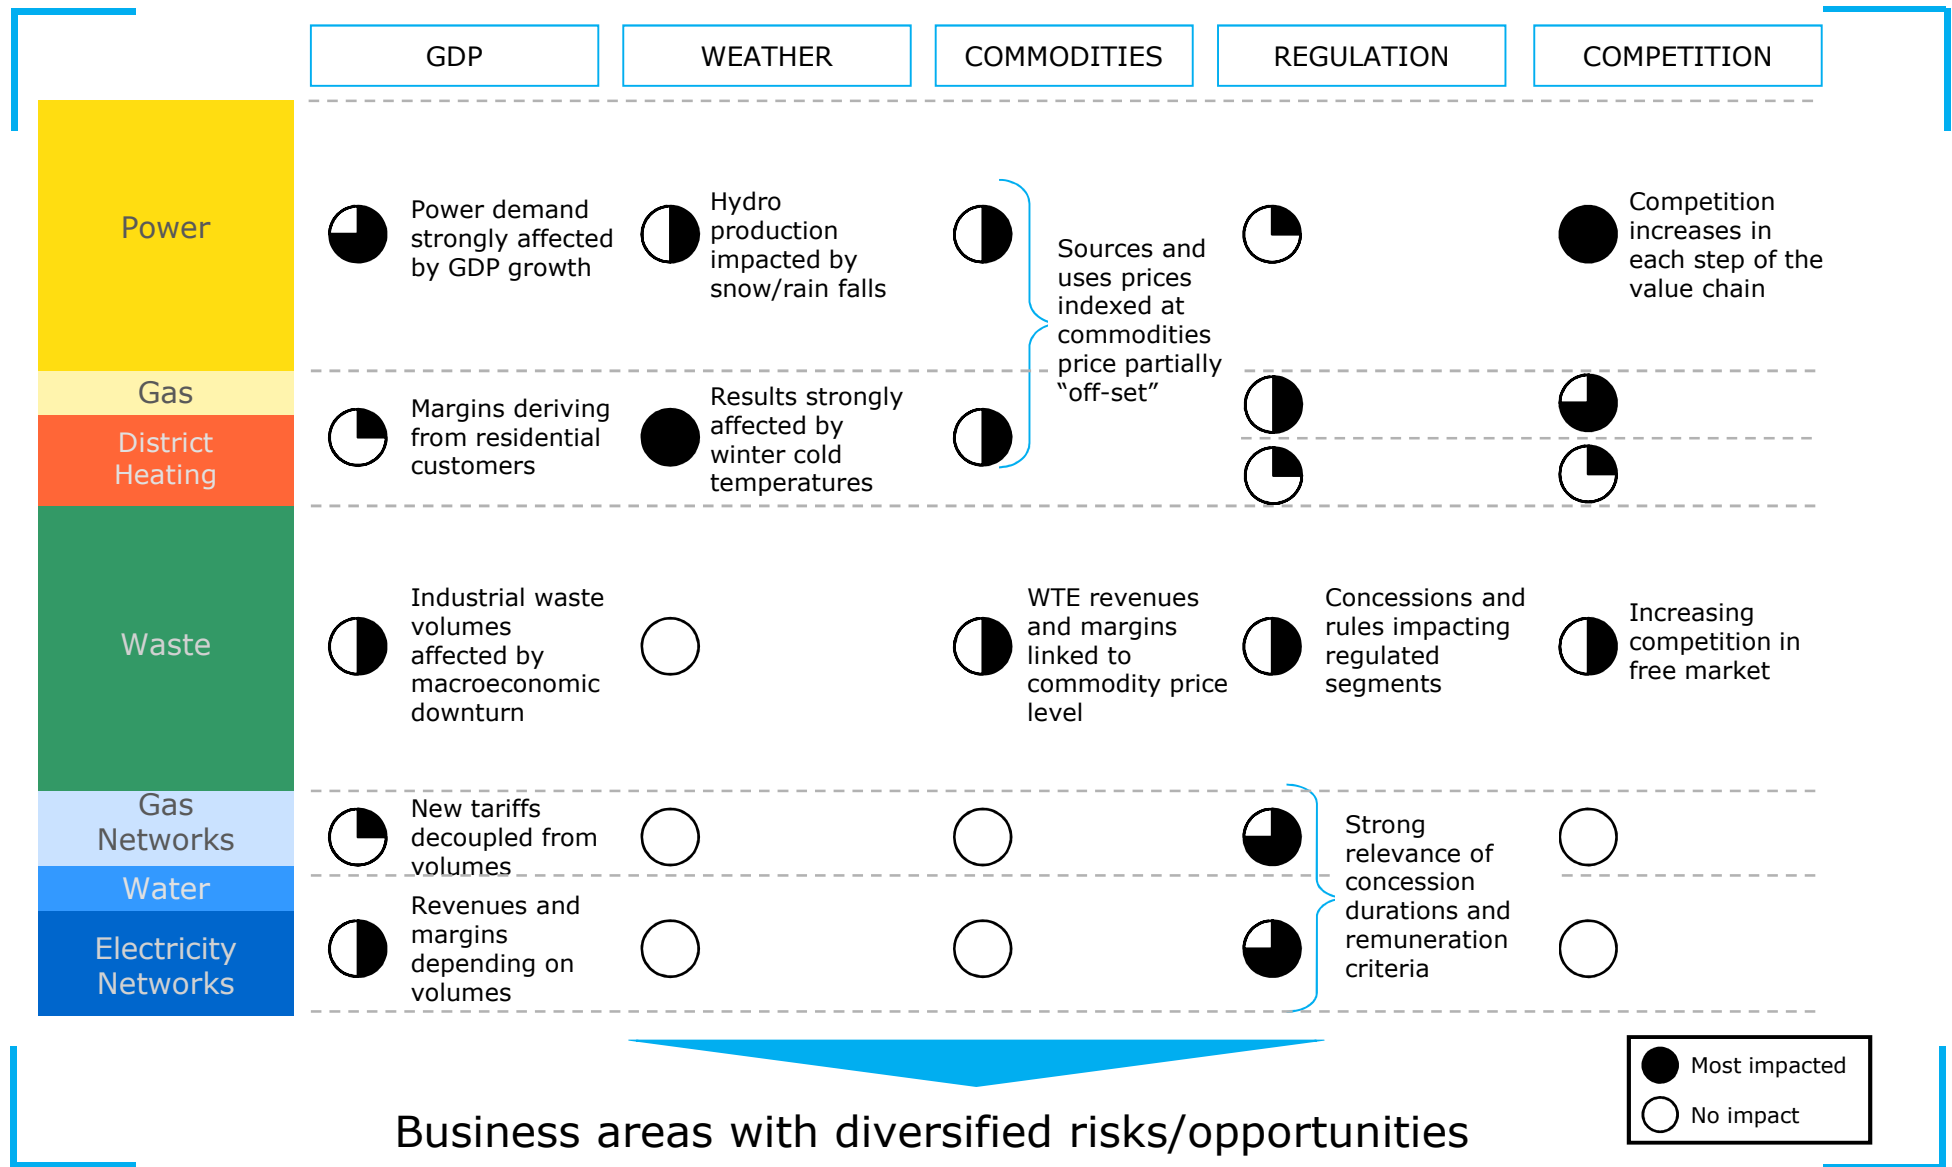 GDP
WEATHER
COMMODITIES
REGULATION
COMPETITION
Power
Power demand
strongly affected
by GDP growth
Hydro
production
impacted by
snow/rain falls
Sources and
uses prices
indexed at
commodities
price partially
“off-set”
Competition
increases in
each step of the
value chain
Gas
District
Heating
Margins deriving
from residential
customers
Results strongly
affected by
winter cold
temperatures
Waste
Industrial waste
volumes
affected by
macroeconomic
downturn
WTE revenues
and margins
linked to
commodity price
level
Concessions and
rules impacting
regulated
segments
Increasing
competition in
free market
Gas
Networks
New tariffs
decoupled from
volumes
Strong
relevance of
concession
durations and
remuneration
criteria
Water
Electricity
Networks
Revenues and
margins
depending on
volumes
Most impacted
No impact
Business areas with diversified risks/opportunities